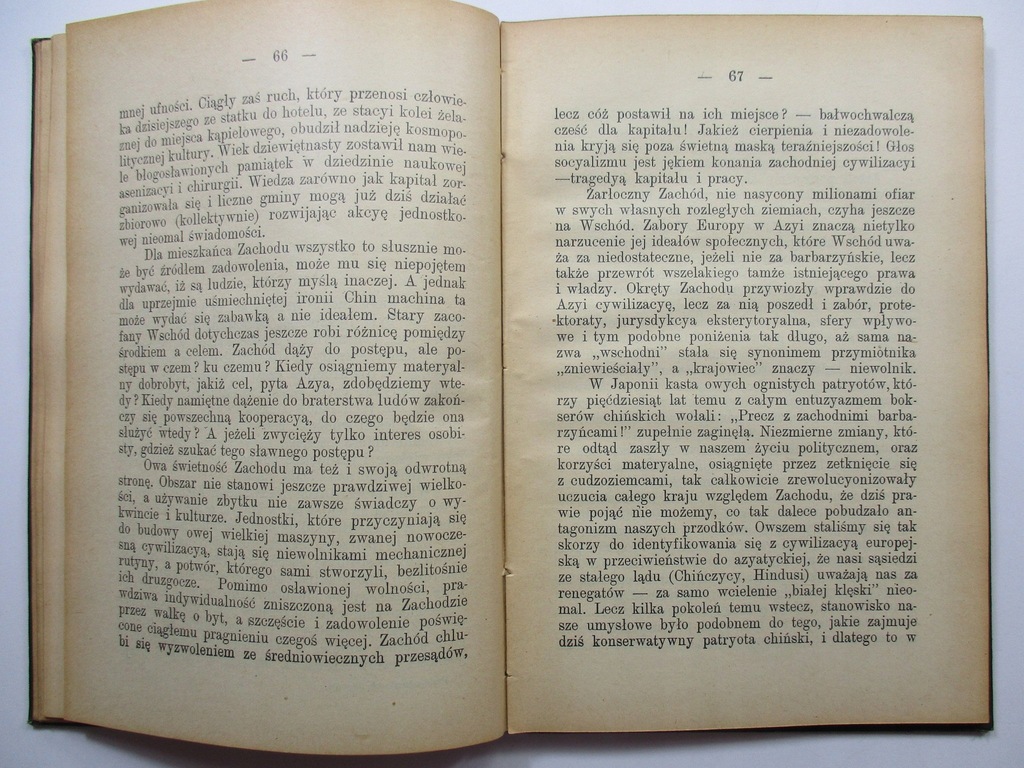 — 66 —
mnej ufności. Ciągły zaś ruch, który przenosi człowie-
ka dzisiejszego ze statku do hotelu, ze stacyi kolei żela-
znej do miejsca kąpielowego, obudził nadzieję kosmopo-
litycznej kultury. Wiek dziewiętnasty zostawił nam wie-
le błogosławionych pamiątek w dziedzinie naukowej
asenizacyi i chirurgii. Wiedza zarówno jak kapitał zor-
ganizowała się i liczne gminy mogą już dziś działać
zbiorowo (kollektywnie) rozwijając akcyę jednostko-
wej nieomal świadomości.
Dla mieszkańca Zachodu wszystko to słusznie mo-
że być źródłem zadowolenia, może mu się niepojętem
wydawać, iż są ludzie, którzy myślą inaczej. A jednak
dla uprzejmie uśmiechniętej ironii Chin machina ta
może wydać się zabawką a nie ideałem. Stary zaco-
fany Wschód dotychczas jeszcze robi różnicę pomiędzy
środkiem a celem. Zachód dąży do postępu, ale po-
stępu w czem? ku czemu? Kiedy osiągniemy materyal-
ny dobrobyt, jakiż cel, pyta Azya, zdobędziemy wte-
dy? Kiedy namiętne dążenie do braterstwa ludów zakoń-
czy się powszechną kooperacyą, do czego będzie ona
służyć wtedy? A jeżeli zwycięży tylko interes osobi-
sty, gdzież szukać tego sławnego postępu?
Owa świetność Zachodu ma też i swoją odwrotną
stronę. Obszar nie stanowi jeszcze prawdziwej wielko-
ści, a używanie zbytku nie zawsze świadczy o wy-
kwincie i kulturze. Jednostki, które przyczyniają się
do budowy owej wielkiej maszyny, zwanej nowocze-
sną cywilizacyą, stają się niewolnikami mechanicznej
rutyny, a potwór, którego sami stworzyli, bezlitośnie
ich druzgocze. Pomimo osławionej wolności, pra-
wdziwa indywidualność zniszczoną jest na Zachodzie
przez walkę o byt, a szczęście i zadowolenie poświę-
cone ciągłemu pragnieniu czegoś więcej. Zachód chlu-
bi się wyzwoleniem ze średniowiecznych przesądów,
— 67 —
lecz cóż postawił na ich miejsce? — bałwochwalczą
cześć dla kapitału! Jakież cierpienia i niezadowole-
nia kryją się poza świetną maską teraźniejszości! Głos
socyalizmu jest jękiem konania zachodniej cywilizacyi
—tragedyą kapitału i pracy.
Żarłoczny Zachód, nie nasycony milionami ofiar
w swych własnych rozległych ziemiach, czyha jeszcze
na Wschód. Zabory Europy w Azyi znaczą nietylko
narzucenie jej ideałów społecznych, które Wschód uwa-
ża za niedostateczne, jeżeli nie za barbarzyńskie, lecz
także przewrót wszelakiego tamże istniejącego prawa
i władzy. Okręty Zachodu przywiozły wprawdzie do
Azyi cywilizacyę, lecz za nią poszedł i zabór, prote-
ktoraty, jurysdykcya eksterytoryalna, sfery wpływo-
we i tym podobne poniżenia tak długo, aż sama na-
zwa „wschodni” stała się synonimem przymiotnika
„zniewieściały”, a „krajowiec” znaczy — niewolnik.
W Japonii kasta owych ognistych patryotów, któ-
rzy pięćdziesiąt lat temu z całym entuzyazmem bok-
serów chińskich wołali: „Precz z zachodnimi barba-
rzyńcami!” zupełnie zaginęła. Niezmierne zmiany, któ-
re odtąd zaszły w naszem życiu politycznem, oraz
korzyści materyalne, osiągnięte przez zetknięcie się
z cudzoziemcami, tak całkowicie zrewolucyonizowały
uczucia całego kraju względem Zachodu, że dziś pra-
wie pojąć nie możemy, co tak dalece pobudzało an-
tagonizm naszych przodków. Owszem staliśmy się tak
skorzy do identyfikowania się z cywilizacyą europej-
ską w przeciwieństwie do azyatyckiej, że nasi sąsiedzi
ze stałego lądu (Chińczycy, Hindusi) uważają nas za
renegatów — za samo wcielenie „białej klęski” nieo-
mal. Lecz kilka pokoleń temu wstecz, stanowisko na-
sze umysłowe było podobnem do tego, jakie zajmuje
dziś konserwatywny patryota chiński, i dlatego to w